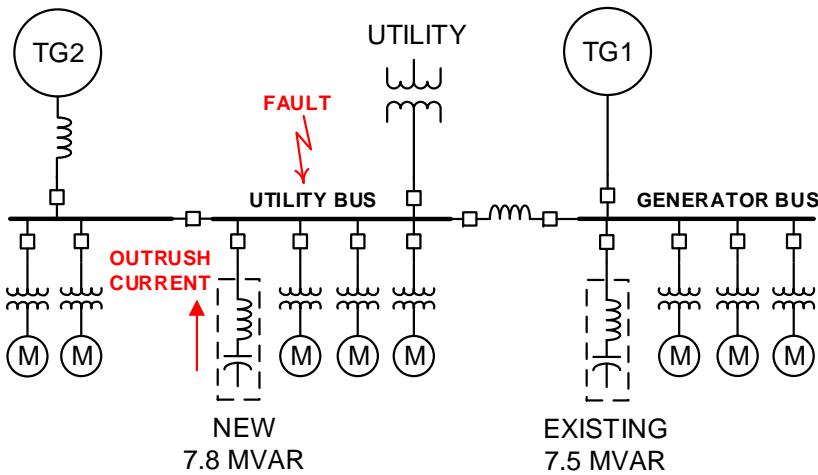 UTILITY
TG2
TG1
FAULT
UTILITY BUS
GENERATOR BUS
OUTRUSH
CURRENT
M
M
M
M
M
M
M
M
NEW
7.8 MVAR
EXISTING
7.5 MVAR